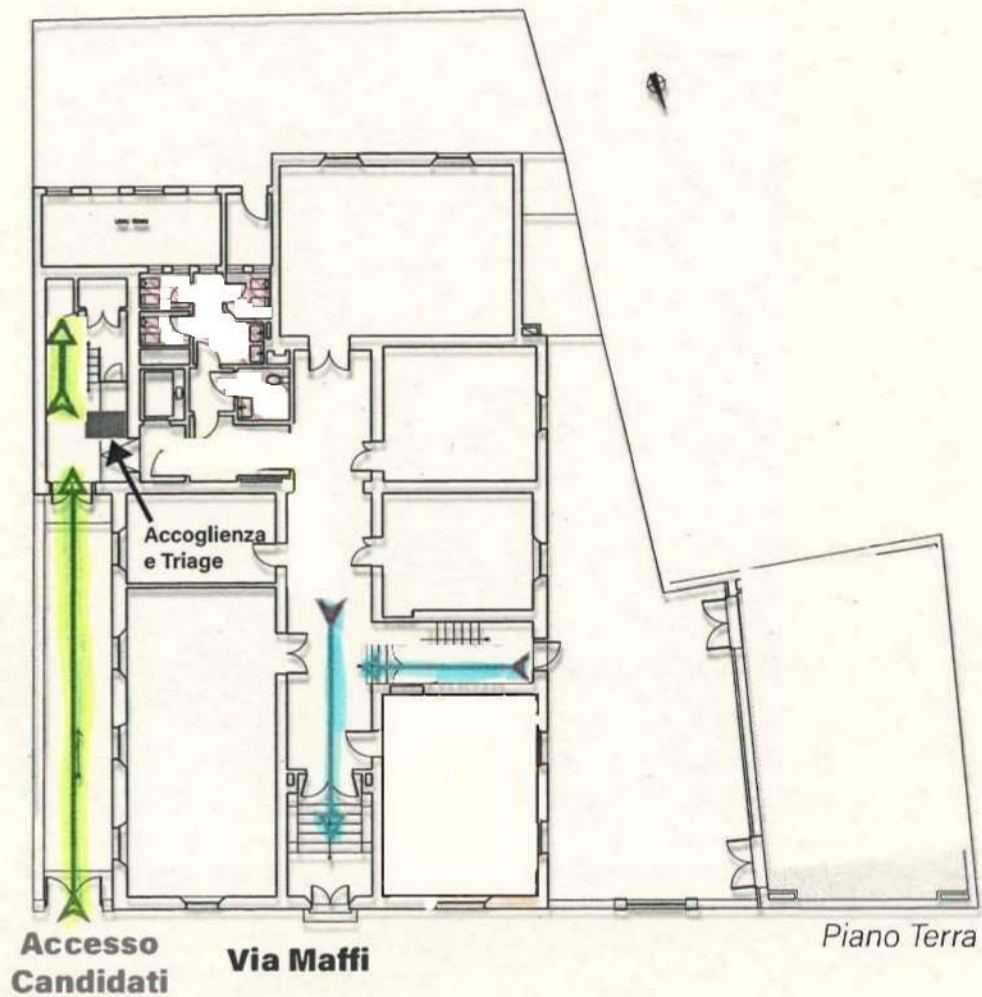 Accoglienza
e Triage
Accesso
Candidati
Via Maffi
Piano Terra